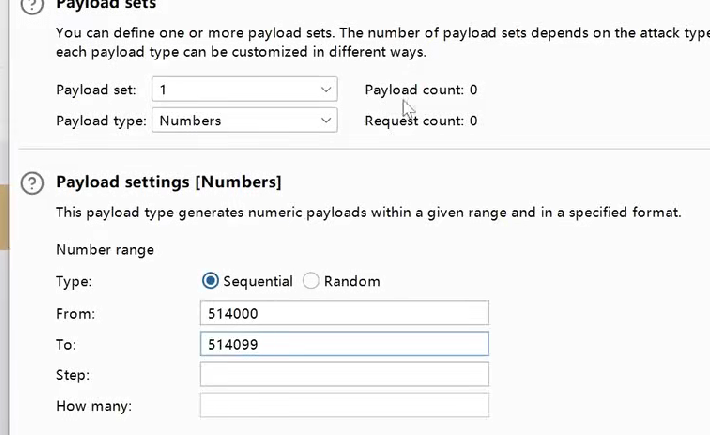 Payload sets
You can define one or more payload sets. The number of payload sets depends on the attack type
each payload type can be customized in different ways.
Payload set: 1 Payload count: 0
Payload type: Numbers Request count: 0
Payload settings [Numbers]
This payload type generates numeric payloads within a given range and in a specified format.
Number range
Type: Sequential Random
From: 514000
To: 514099
Step:
How many: